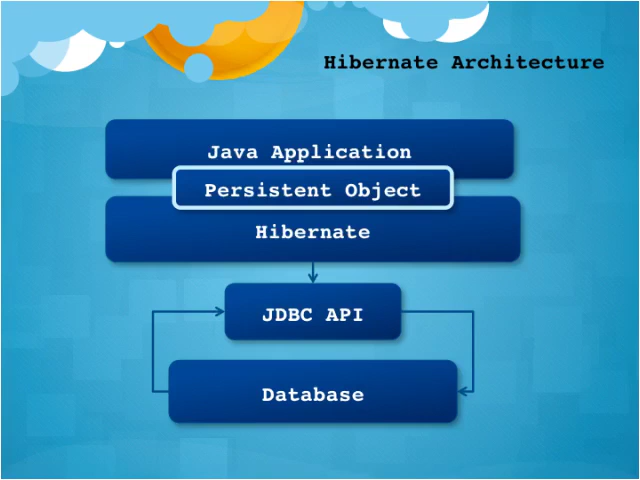 Hibernate Architecture
Java Application
Persistent Object
Hibernate
JDBC API
Database